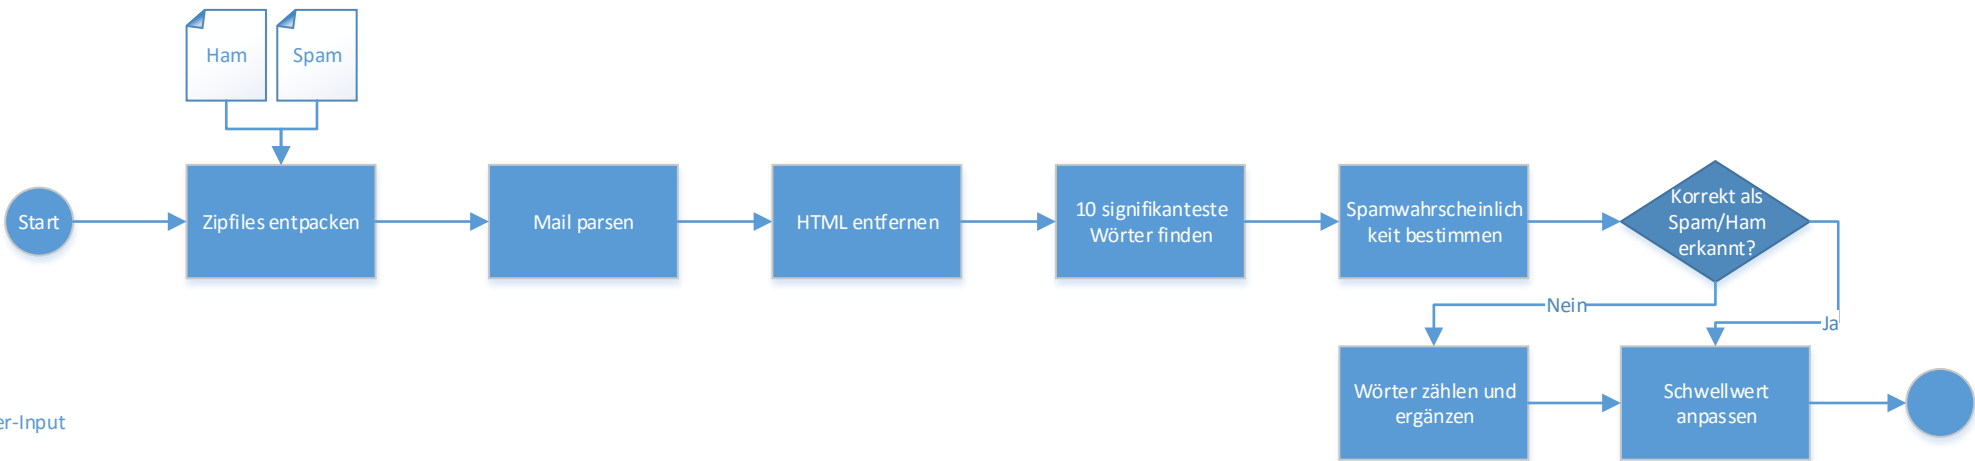 Ham
Spam
Start
Zipfiles entpacken
Mail parsen
HTML entfernen
10 signifikanteste
Wörter finden
Spamwahrscheinlich
keit bestimmen
Korrekt als
Spam/Ham
erkannt?
Nein
Ja
Wörter zählen und
ergänzen
Schwellwert
anpassen
er-Input